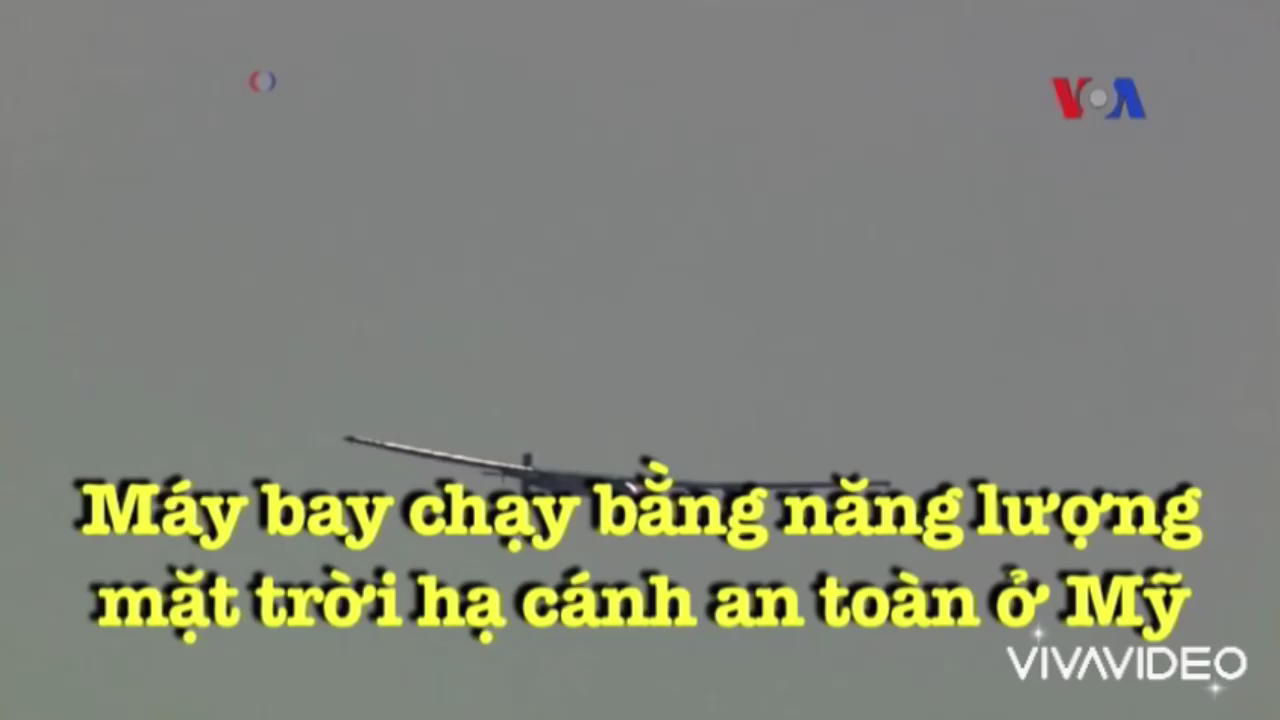 VOA
Máy bay chạy bằng năng lượng
mặt trời hạ cánh an toàn ở Mỹ
VIVAVIDEO